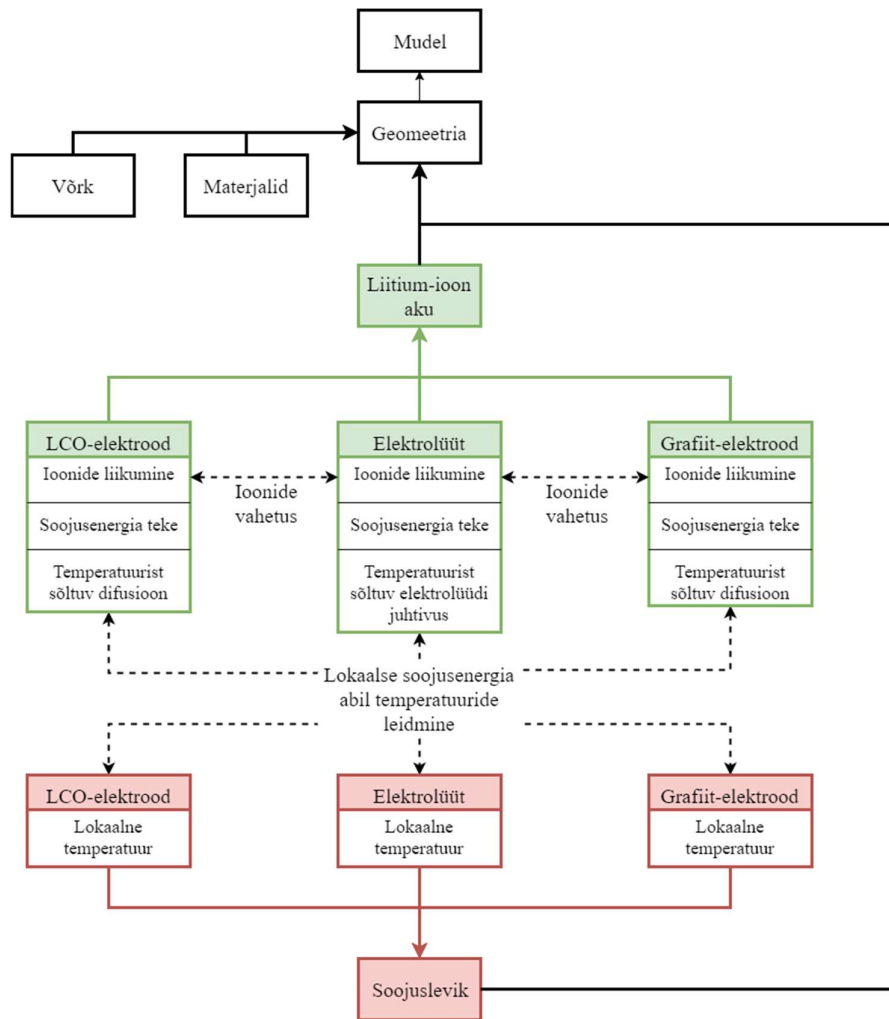 Mudel
Geomeetria
Võrk
Materjalid
Liitium-ioon
aku
LCO-elektrood
Ioonide liikumine
Soojusenergia teke
Temperatuurist
sõltuv difusioon
Ioonide
vahetus
Elektrolüüt
Ioonide liikumine
Soojusenergia teke
Temperatuurist
sõltuv elektrolüüdi
juhtivus
Ioonide
vahetus
Grafiit-elektrood
Ioonide liikumine
Soojusenergia teke
Temperatuurist
sõltuv difusioon
Lokaalse soojusenergia
abil temperatuuride
leidmine
LCO-elektrood
Lokaalne
temperatuur
Elektrolüüt
Lokaalne
temperatuur
Grafiit-elektrood
Lokaalne
temperatuur
Soojuslevik